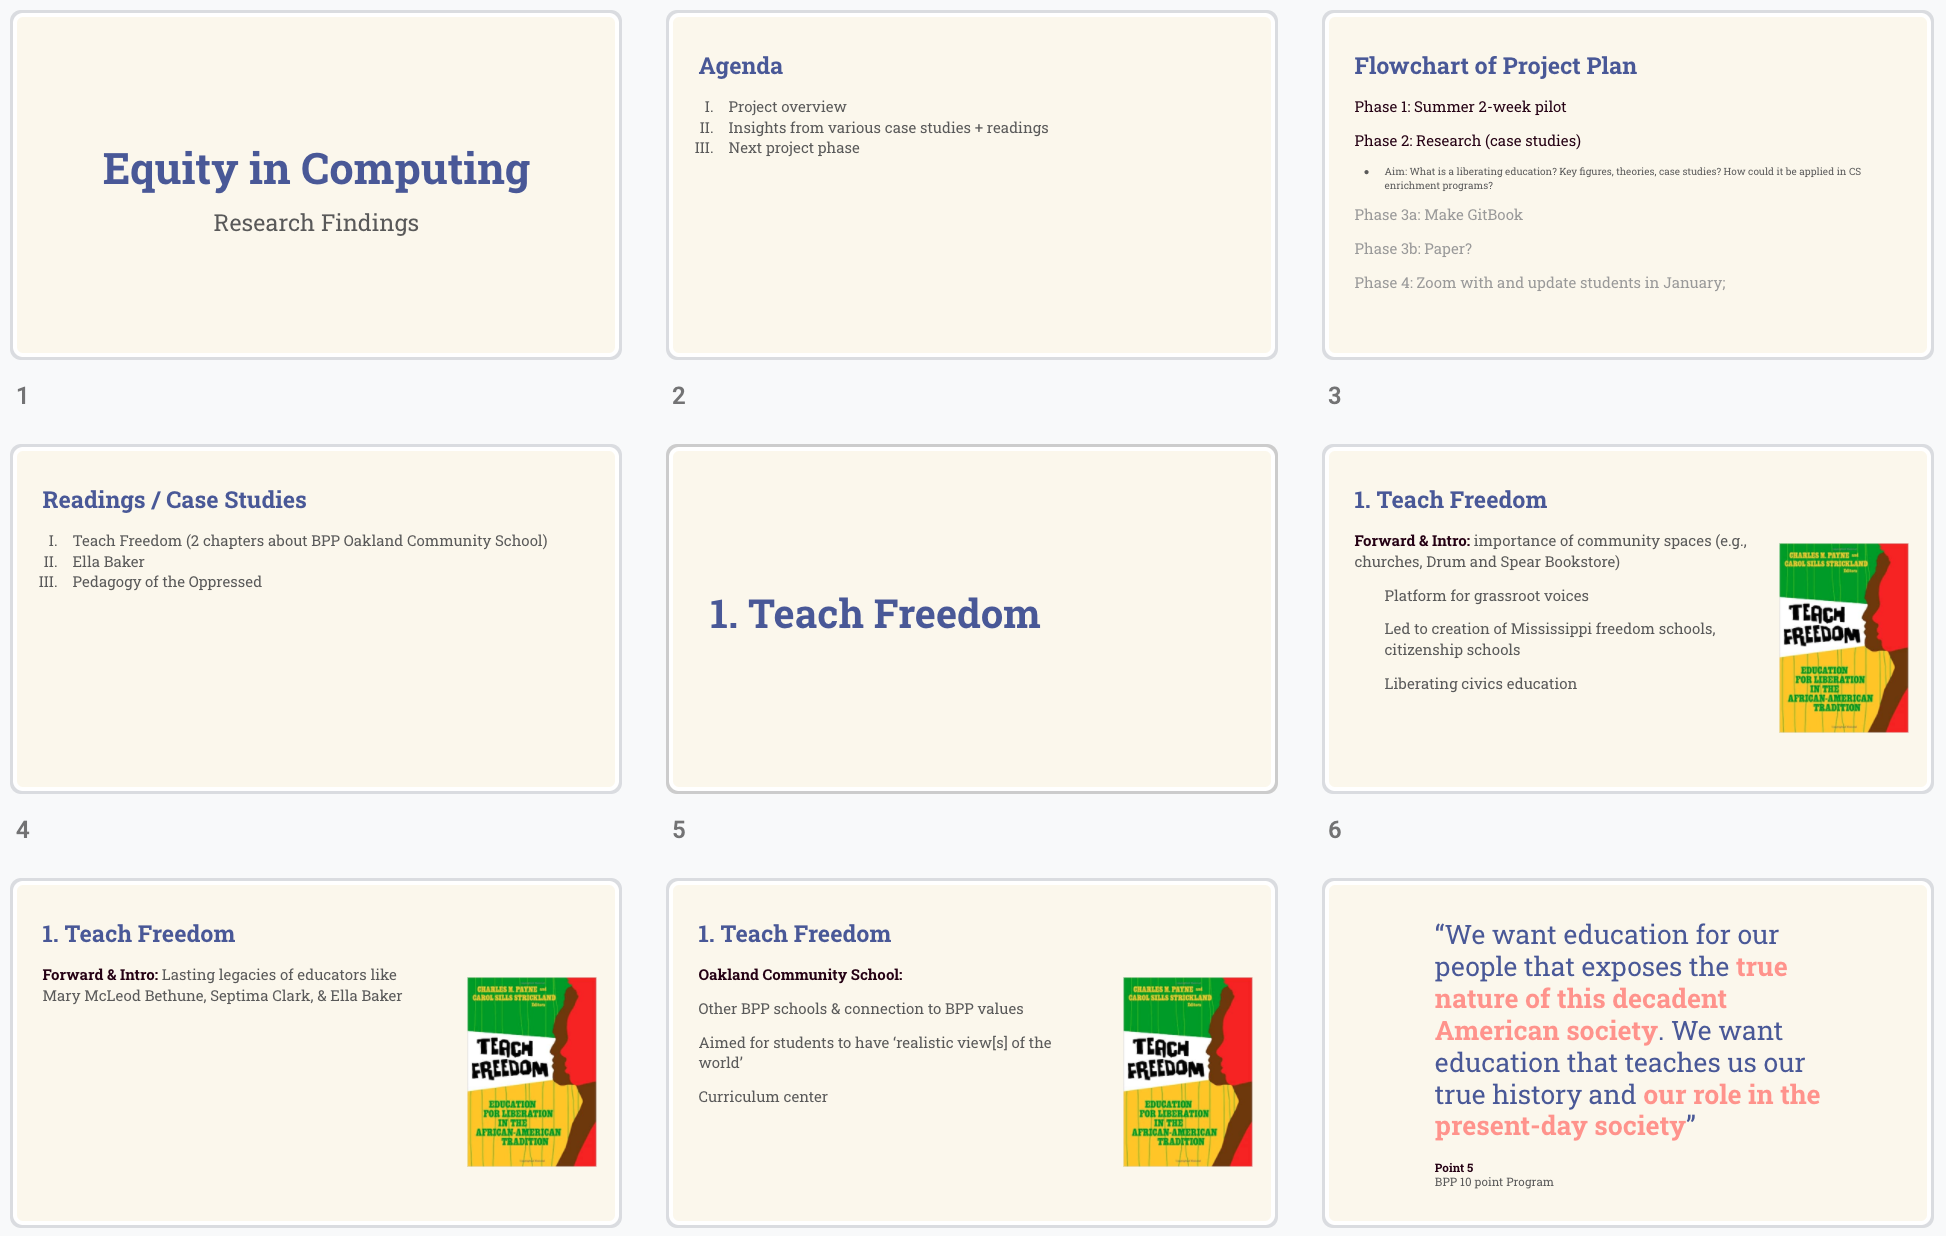 Equity in Computing
Research Findings
1
Agenda
I. Project overview
II. Insights from various case studies + readings
III. Next project phase
2
Flowchart of Project Plan
Phase 1: Summer 2-week pilot
Phase 2: Research (case studies)
• Aim: What is a liberating education? Key figures, theories, case studies? How could it be applied in CS
enrichment programs?
Phase 3a: Make GitBook
Phase 3b: Paper?
Phase 4: Zoom with and update students in January;
3
Readings / Case Studies
I. Teach Freedom (2 chapters about BPP Oakland Community School)
II. Ella Baker
III. Pedagogy of the Oppressed
4
1. Teach Freedom
5
1. Teach Freedom
Forward & Intro: importance of community spaces (e.g.,
churches, Drum and Spear Bookstore)
Platform for grassroot voices
Led to creation of Mississippi freedom schools,
citizenship schools
Liberating civics education
CHARLES M. PAYNE and
CAROL SILLS STRICKLAND
Editors
TEACH
FREEDOM
EDUCATION
FOR LIBERATION
IN THE
AFRICAN-AMERICAN
TRADITION
6
1. Teach Freedom
Forward & Intro: Lasting legacies of educators like
Mary McLeod Bethune, Septima Clark, & Ella Baker
CHARLES M. PAYNE and
CAROL SILLS STRICKLAND
Editors
TEACH
FREEDOM
EDUCATION
FOR LIBERATION
IN THE
AFRICAN-AMERICAN
TRADITION
1. Teach Freedom
Oakland Community School:
Other BPP schools & connection to BPP values
Aimed for students to have ‘realistic view[s] of the
world’
Curriculum center
CHARLES M. PAYNE and
CAROL SILLS STRICKLAND
Editors
TEACH
FREEDOM
EDUCATION
FOR LIBERATION
IN THE
AFRICAN-AMERICAN
TRADITION
“We want education for our
people that exposes the true
nature of this decadent
American society. We want
education that teaches us our
true history and our role in the
present-day society”
Point 5
BPP 10 point Program